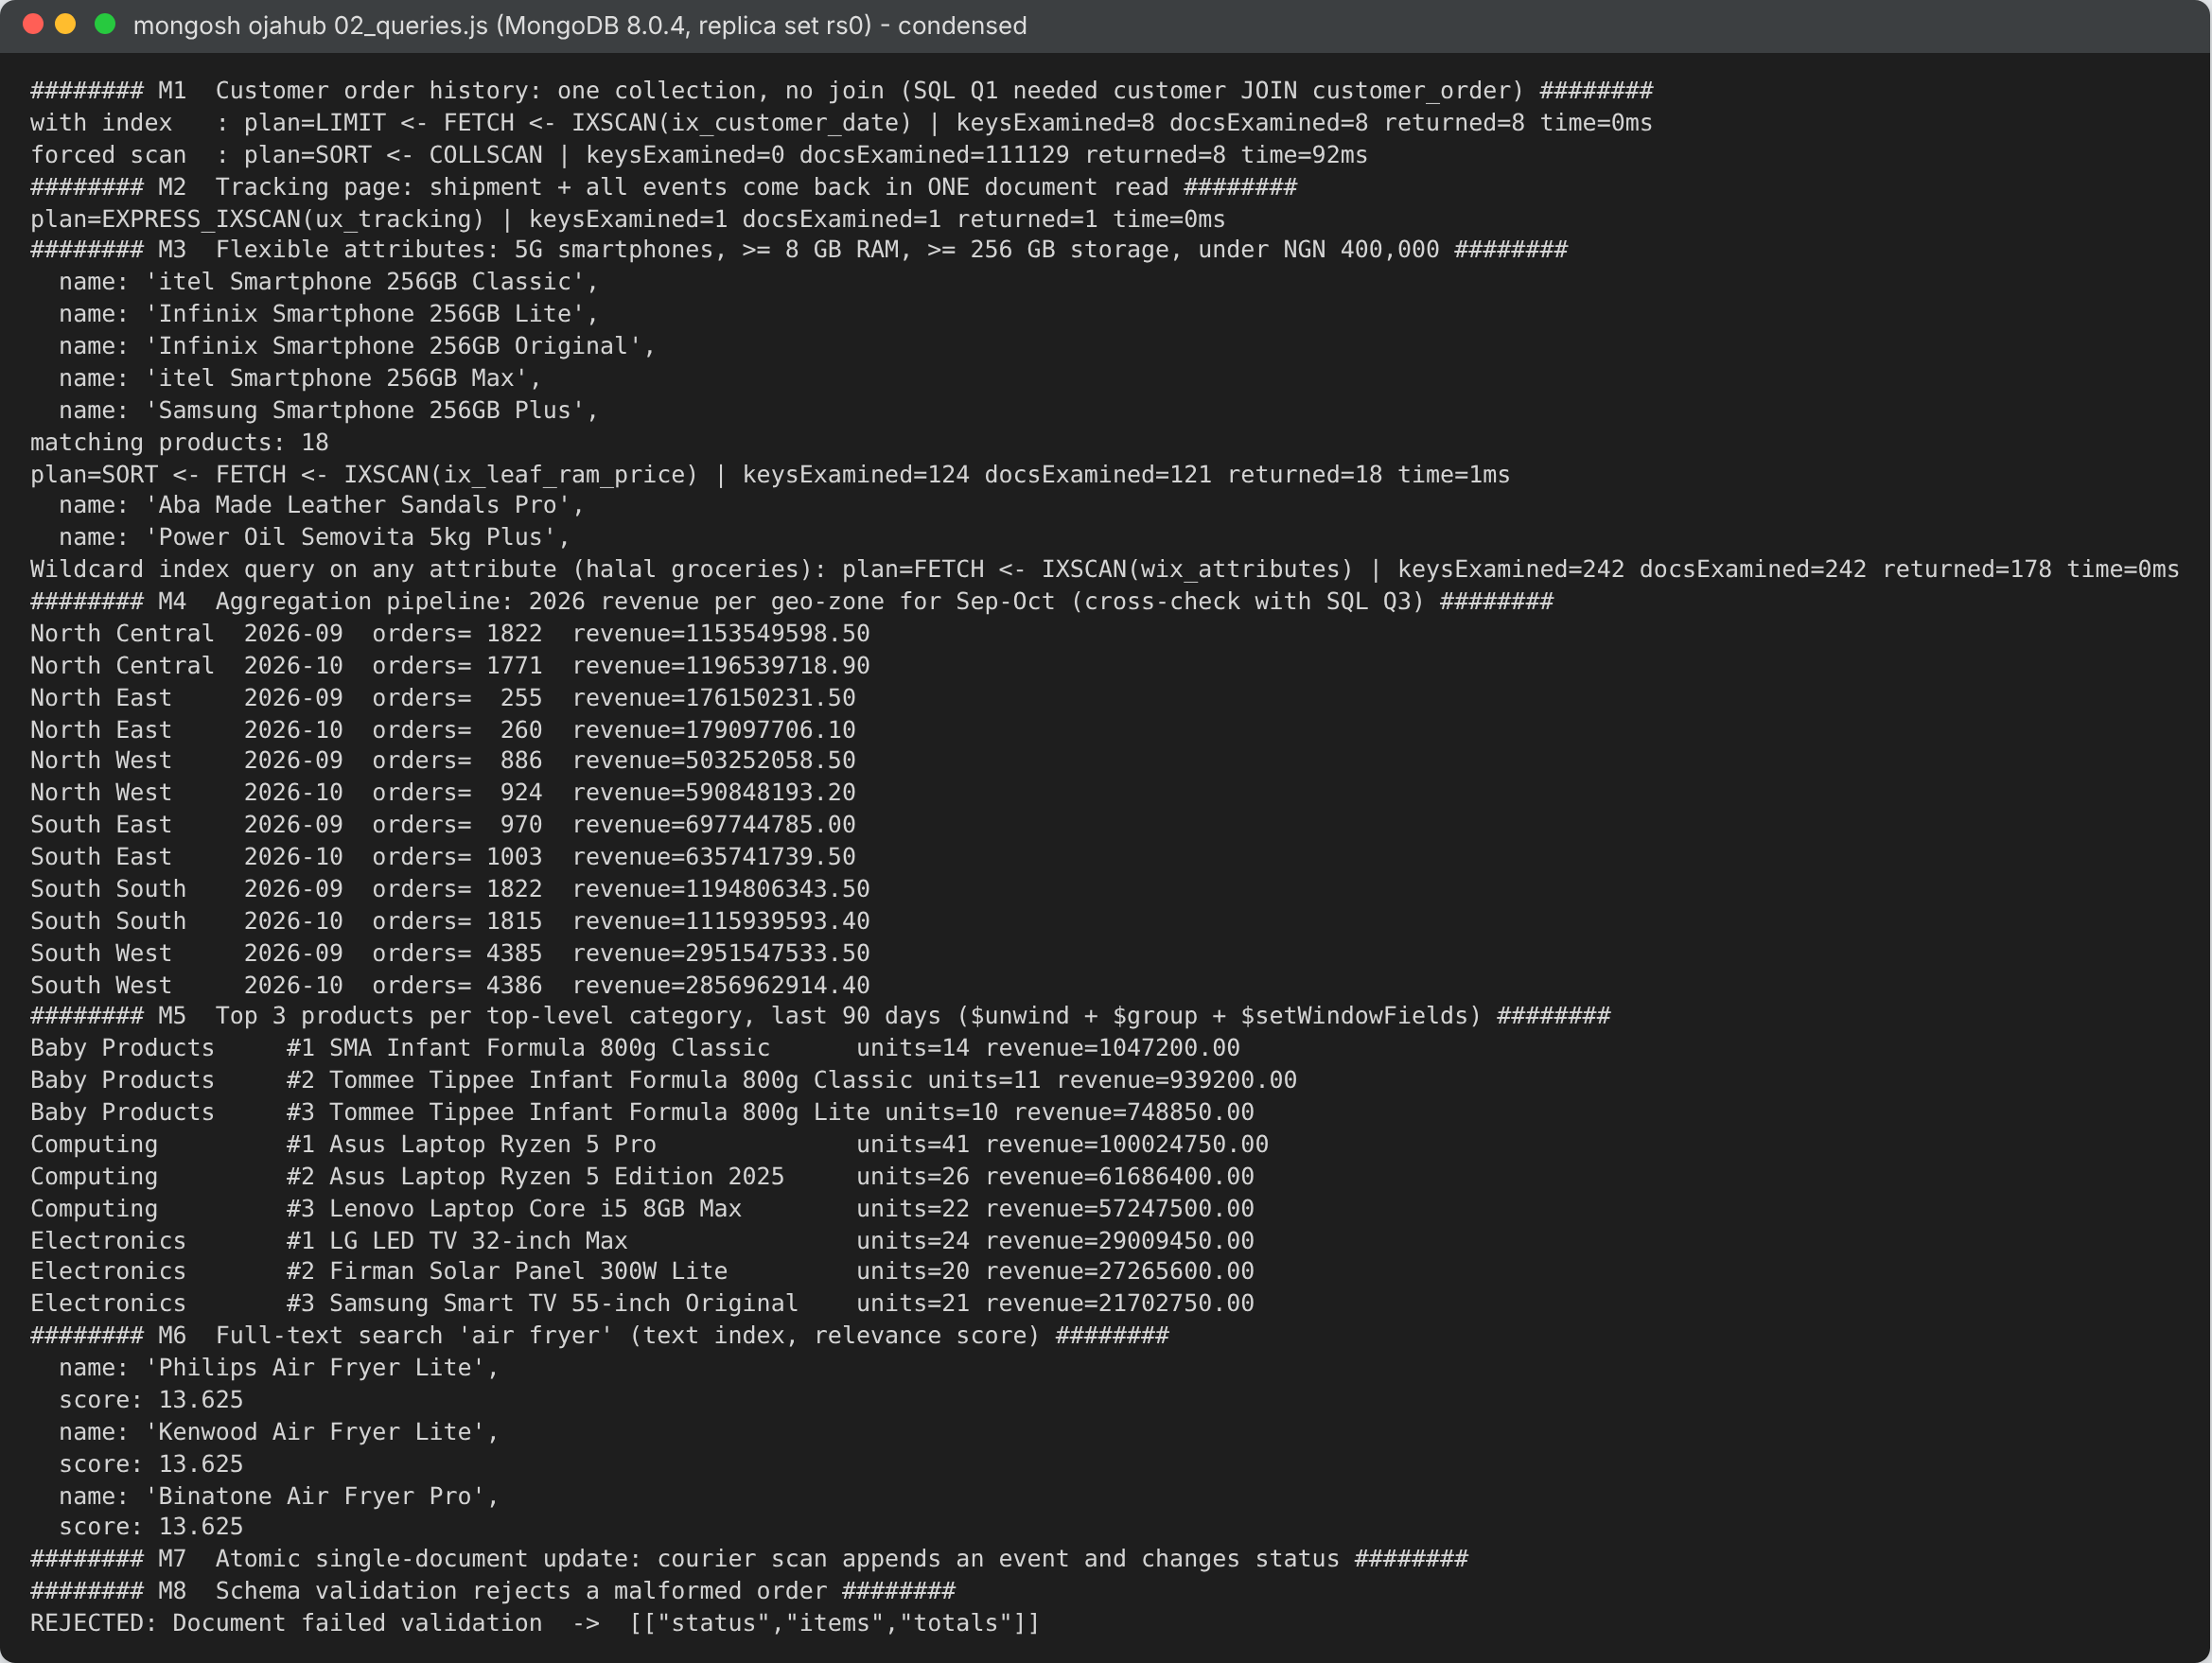 mongosh ojahub 02_queries.js (MongoDB 8.0.4, replica set rs0) - condensed
######## M1  Customer order history: one collection, no join (SQL Q1 needed customer JOIN customer_order) ########
with index   : plan=LIMIT <- FETCH <- IXSCAN(ix_customer_date) | keysExamined=8 docsExamined=8 returned=8 time=0ms
forced scan  : plan=SORT <- COLLSCAN | keysExamined=0 docsExamined=111129 returned=8 time=92ms
######## M2  Tracking page: shipment + all events come back in ONE document read ########
plan=EXPRESS_IXSCAN(ux_tracking) | keysExamined=1 docsExamined=1 returned=1 time=0ms
######## M3  Flexible attributes: 5G smartphones, >= 8 GB RAM, >= 256 GB storage, under NGN 400,000 ########
  name: 'itel Smartphone 256GB Classic',
  name: 'Infinix Smartphone 256GB Lite',
  name: 'Infinix Smartphone 256GB Original',
  name: 'itel Smartphone 256GB Max',
  name: 'Samsung Smartphone 256GB Plus',
matching products: 18
plan=SORT <- FETCH <- IXSCAN(ix_leaf_ram_price) | keysExamined=124 docsExamined=121 returned=18 time=1ms
  name: 'Aba Made Leather Sandals Pro',
  name: 'Power Oil Semovita 5kg Plus',
Wildcard index query on any attribute (halal groceries): plan=FETCH <- IXSCAN(wix_attributes) | keysExamined=242 docsExamined=242 returned=178 time=0ms
######## M4  Aggregation pipeline: 2026 revenue per geo-zone for Sep-Oct (cross-check with SQL Q3) ########
North Central  2026-09  orders= 1822  revenue=1153549598.50
North Central  2026-10  orders= 1771  revenue=1196539718.90
North East     2026-09  orders=  255  revenue=176150231.50
North East     2026-10  orders=  260  revenue=179097706.10
North West     2026-09  orders=  886  revenue=503252058.50
North West     2026-10  orders=  924  revenue=590848193.20
South East     2026-09  orders=  970  revenue=697744785.00
South East     2026-10  orders= 1003  revenue=635741739.50
South South    2026-09  orders= 1822  revenue=1194806343.50
South South    2026-10  orders= 1815  revenue=1115939593.40
South West     2026-09  orders= 4385  revenue=2951547533.50
South West     2026-10  orders= 4386  revenue=2856962914.40
######## M5  Top 3 products per top-level category, last 90 days ($unwind + $group + $setWindowFields) ########
Baby Products     #1 SMA Infant Formula 800g Classic      units=14 revenue=1047200.00
Baby Products     #2 Tommee Tippee Infant Formula 800g Classic units=11 revenue=939200.00
Baby Products     #3 Tommee Tippee Infant Formula 800g Lite units=10 revenue=748850.00
Computing         #1 Asus Laptop Ryzen 5 Pro              units=41 revenue=100024750.00
Computing         #2 Asus Laptop Ryzen 5 Edition 2025     units=26 revenue=61686400.00
Computing         #3 Lenovo Laptop Core i5 8GB Max        units=22 revenue=57247500.00
Electronics       #1 LG LED TV 32-inch Max                units=24 revenue=29009450.00
Electronics       #2 Firman Solar Panel 300W Lite         units=20 revenue=27265600.00
Electronics       #3 Samsung Smart TV 55-inch Original    units=21 revenue=21702750.00
######## M6  Full-text search 'air fryer' (text index, relevance score) ########
  name: 'Philips Air Fryer Lite',
  score: 13.625
  name: 'Kenwood Air Fryer Lite',
  score: 13.625
  name: 'Binatone Air Fryer Pro',
  score: 13.625
######## M7  Atomic single-document update: courier scan appends an event and changes status ########
######## M8  Schema validation rejects a malformed order ########
REJECTED: Document failed validation  ->  [["status","items","totals"]]